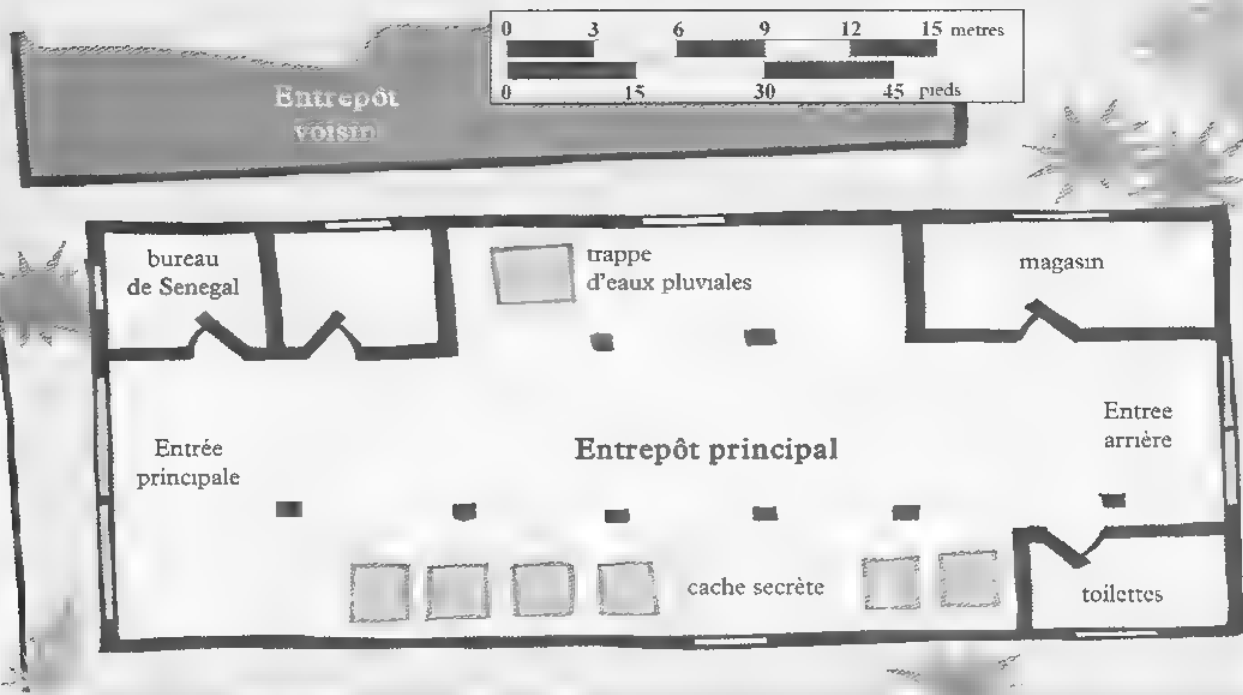 0 3 6 9 12 15 metres
0 15 30 45 pieds
Entrepôt
voisin
bureau
de Senegal
trappe
d'eaux pluviales
magasin
Entrée
principale
Entrepôt principal
Entree
arrière
cache secrète
toilettes